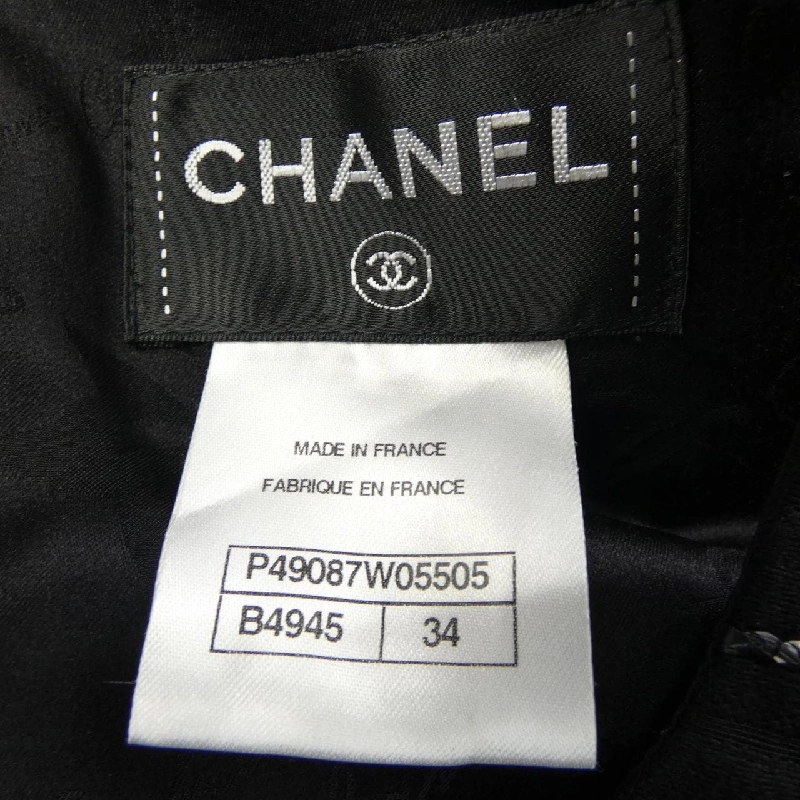 CHANEL
MADE IN FRANCE
FABRIQUE EN FRANCE
P49087W05505
B4945 34